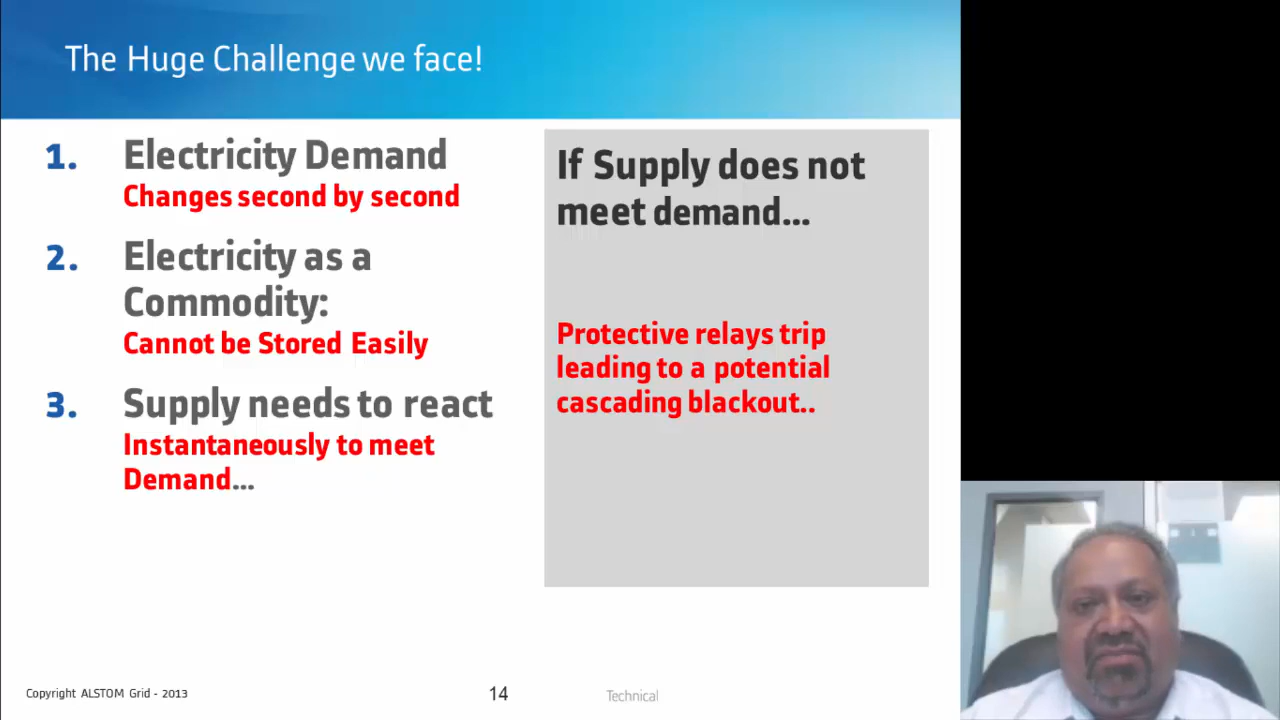 The Huge Challenge we face!
1. Electricity Demand
Changes second by second
2. Electricity as a
Commodity:
Cannot be Stored Easily
3. Supply needs to react
Instantaneously to meet
Demand...
If Supply does not
meet demand...
Protective relays trip
leading to a potential
cascading blackout..
Copyright ALSTOM Grid - 2013
14
Technical